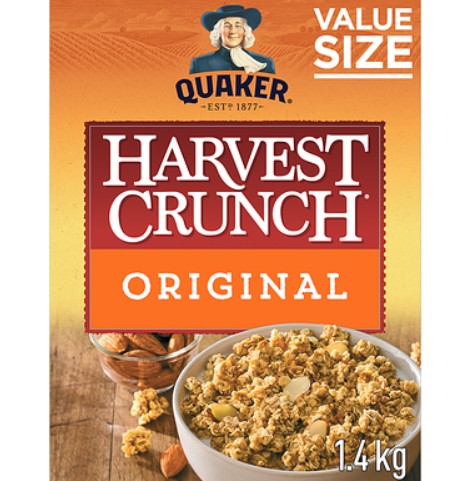 VALUE
SIZE
QUAKER®
-ESTD 1877-
HARVEST
CRUNCH®
ORIGINAL
1.4 kg